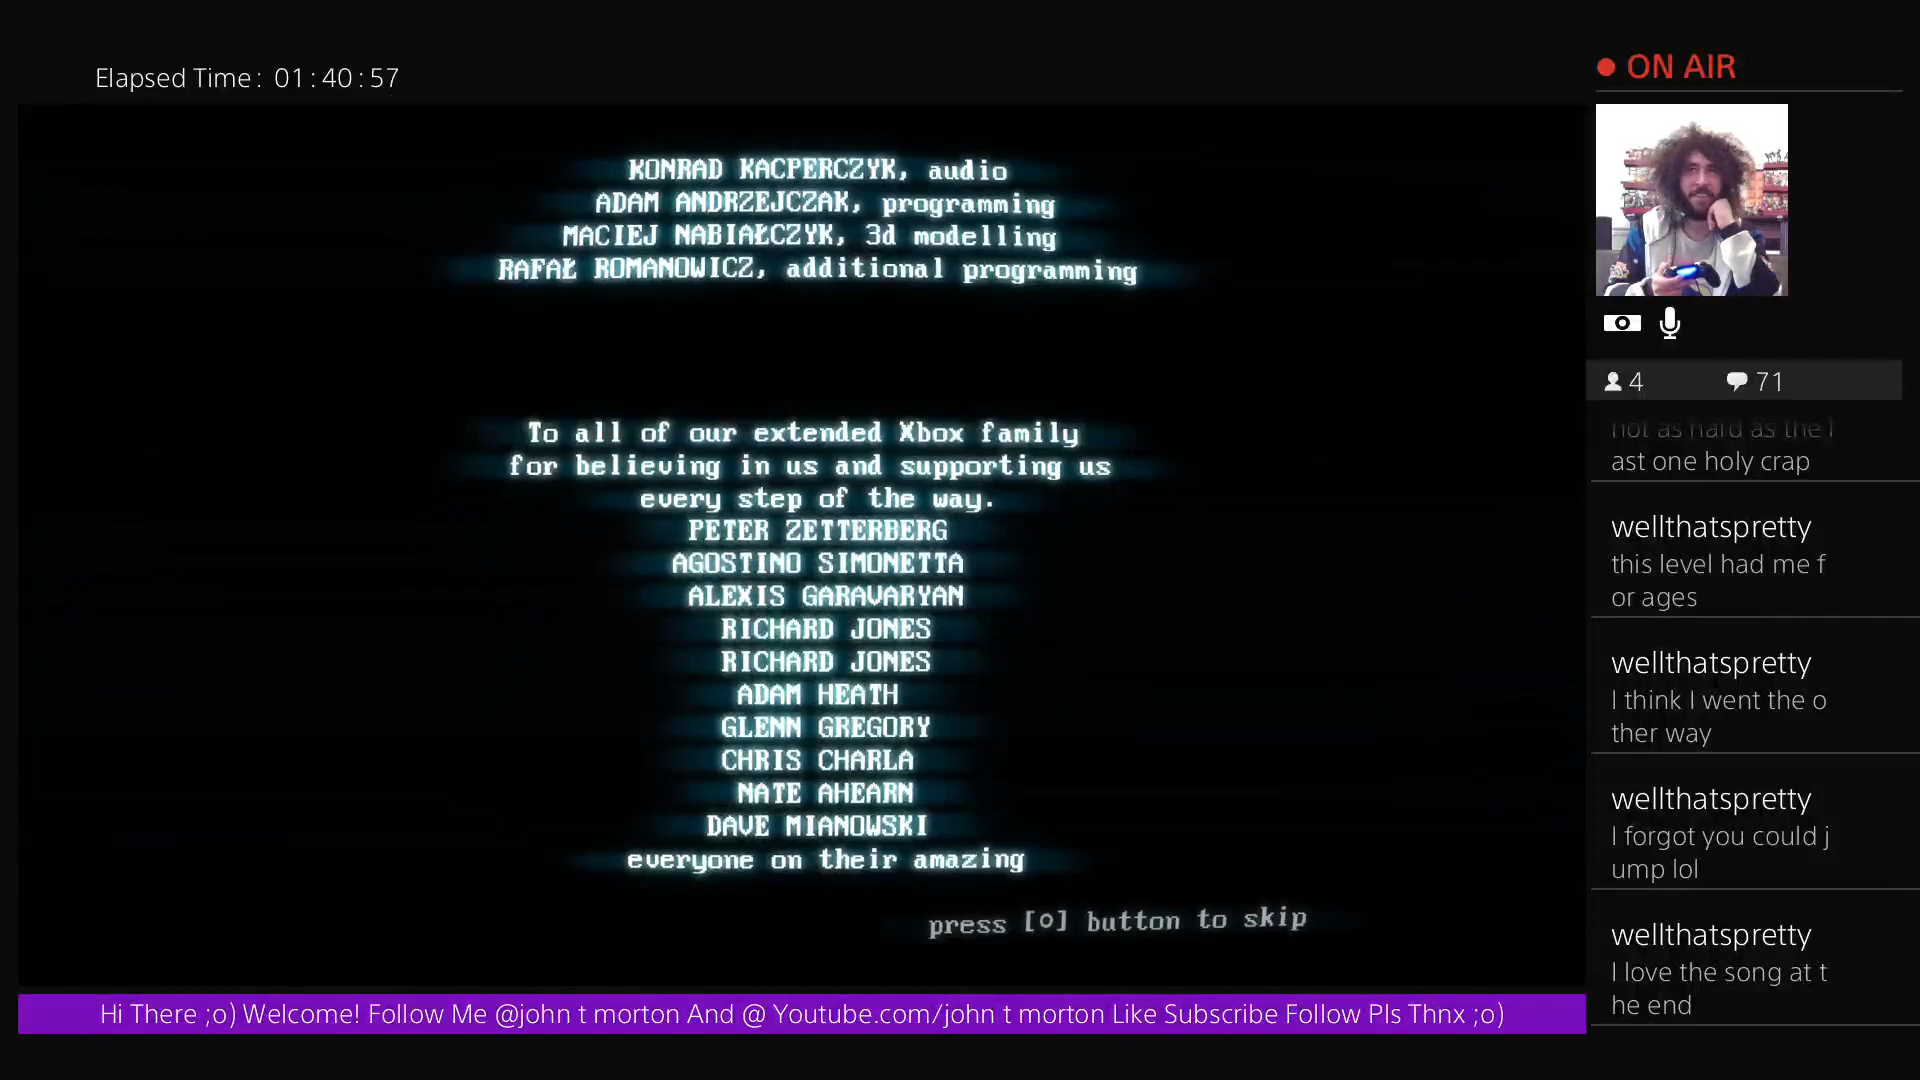 Elapsed Time: 01:40:57
ON AIR
KONRAD KACPERCZYK, audio
ADAM ANDRZEJCZAK, programming
MACIEJ NABIAŁCZYK, 3d modelling
RAFAŁ ROMANOWICZ, additional programming
To all of our extended Xbox family
for believing in us and supporting us
every step of the way.
PETER ZETTERBERG
AGOSTINO SIMONETTA
ALEXIS GARAVARYAN
RICHARD JONES
RICHARD JONES
ADAM HEATH
GLENN GREGORY
CHRIS CHARLA
NATE AHEARN
DAVE MIANOWSKI
everyone on their amazing
press [o] button to skip
4 71
not as hard as the l
ast one holy crap
wellthatspretty
this level had me f
or ages
wellthatspretty
I think I went the o
ther way
wellthatspretty
I forgot you could j
ump lol
wellthatspretty
I love the song at t
he end
Hi There ;o) Welcome! Follow Me @john t morton And @ Youtube.com/john t morton Like Subscribe Follow Pls Thnx ;o)